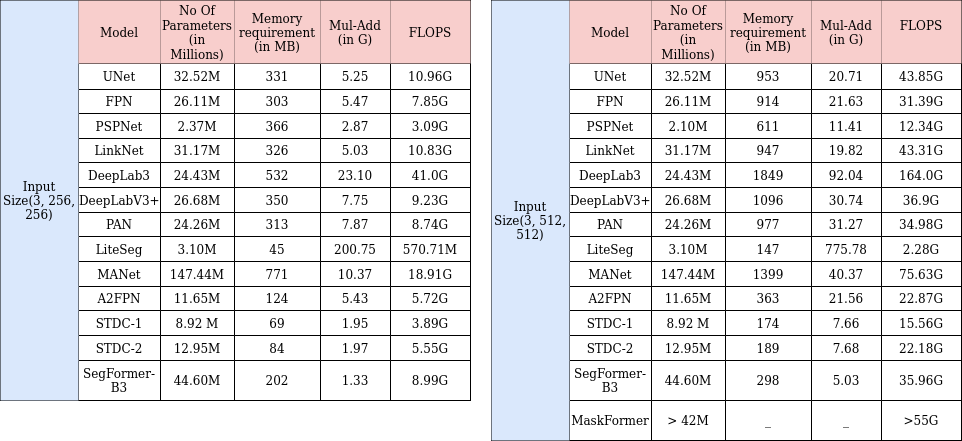 Input Size(3, 256, 256)
Model | No Of Parameters (in Millions) | Memory requirement (in MB) | Mul-Add (in G) | FLOPS
UNet | 32.52M | 331 | 5.25 | 10.96G
FPN | 26.11M | 303 | 5.47 | 7.85G
PSPNet | 2.37M | 366 | 2.87 | 3.09G
LinkNet | 31.17M | 326 | 5.03 | 10.83G
DeepLab3 | 24.43M | 532 | 23.10 | 41.0G
DeepLabV3+ | 26.68M | 350 | 7.75 | 9.23G
PAN | 24.26M | 313 | 7.87 | 8.74G
LiteSeg | 3.10M | 45 | 200.75 | 570.71M
MANet | 147.44M | 771 | 10.37 | 18.91G
A2FPN | 11.65M | 124 | 5.43 | 5.72G
STDC-1 | 8.92 M | 69 | 1.95 | 3.89G
STDC-2 | 12.95M | 84 | 1.97 | 5.55G
SegFormer-B3 | 44.60M | 202 | 1.33 | 8.99G
Input Size(3, 512, 512)
Model | No Of Parameters (in Millions) | Memory requirement (in MB) | Mul-Add (in G) | FLOPS
UNet | 32.52M | 953 | 20.71 | 43.85G
FPN | 26.11M | 914 | 21.63 | 31.39G
PSPNet | 2.10M | 611 | 11.41 | 12.34G
LinkNet | 31.17M | 947 | 19.82 | 43.31G
DeepLab3 | 24.43M | 1849 | 92.04 | 164.0G
DeepLabV3+ | 26.68M | 1096 | 30.74 | 36.9G
PAN | 24.26M | 977 | 31.27 | 34.98G
LiteSeg | 3.10M | 147 | 775.78 | 2.28G
MANet | 147.44M | 1399 | 40.37 | 75.63G
A2FPN | 11.65M | 363 | 21.56 | 22.87G
STDC-1 | 8.92 M | 174 | 7.66 | 15.56G
STDC-2 | 12.95M | 189 | 7.68 | 22.18G
SegFormer-B3 | 44.60M | 298 | 5.03 | 35.96G
MaskFormer | > 42M | _ | _ | >55G